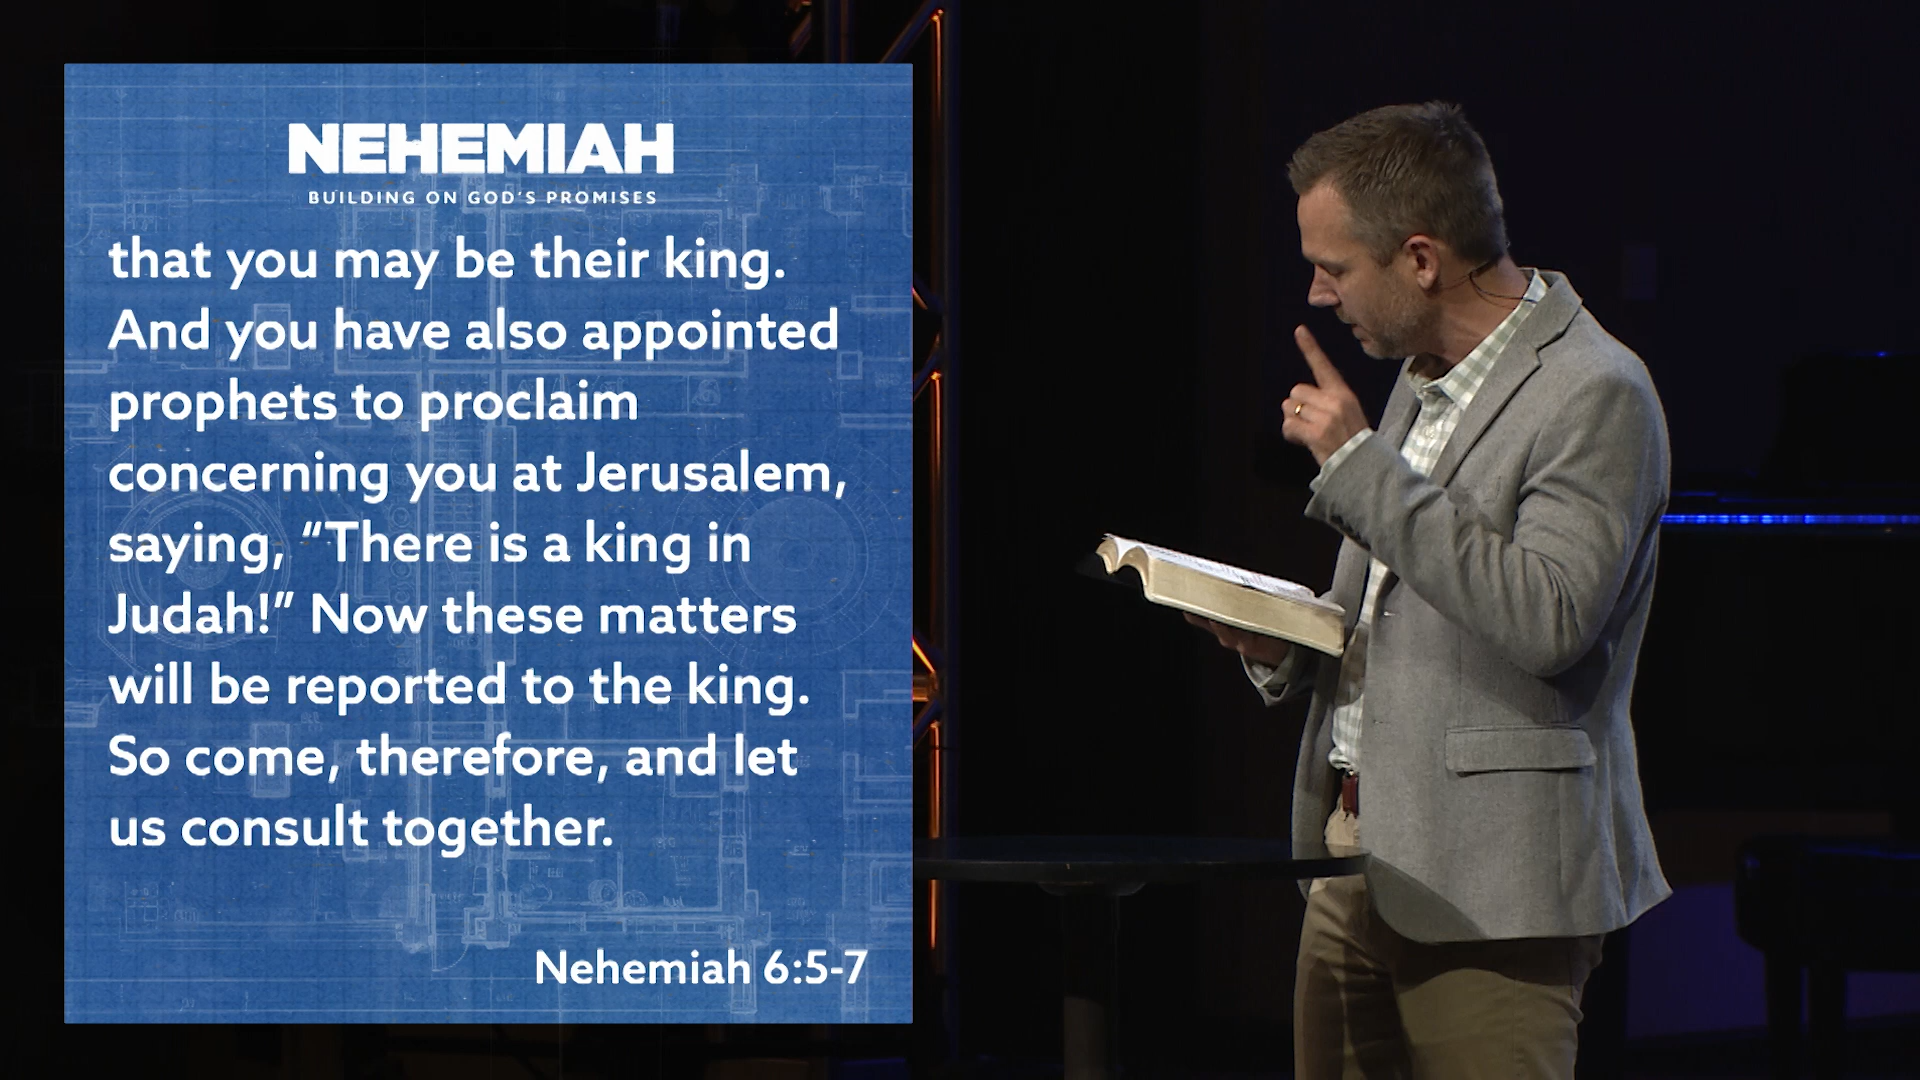 NEHEMIAH
BUILDING ON GOD'S PROMISES
that you may be their king.
And you have also appointed
prophets to proclaim
concerning you at Jerusalem,
saying, “There is a king in
Judah!” Now these matters
will be reported to the king.
So come, therefore, and let
us consult together.
Nehemiah 6:5-7